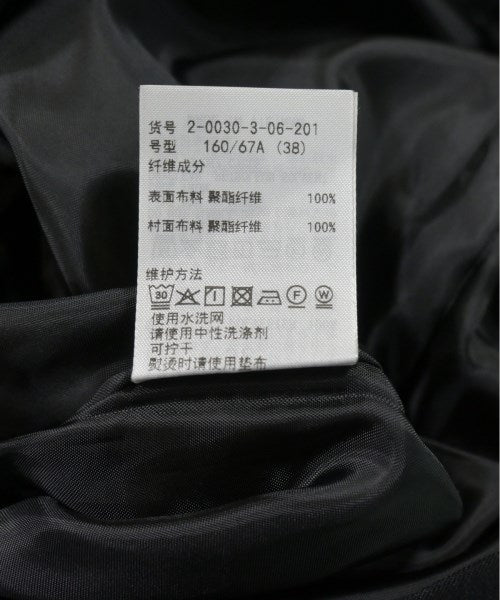 货号 2-0030-3-06-201
号型 160/67A (38)
纤维成分
表面布料 聚酯纤维 100%
村面布料 聚酯纤维 100%
维护方法
30 F W
使用水洗网
请使用中性洗涤剂
可拧干
熨烫时请使用垫布